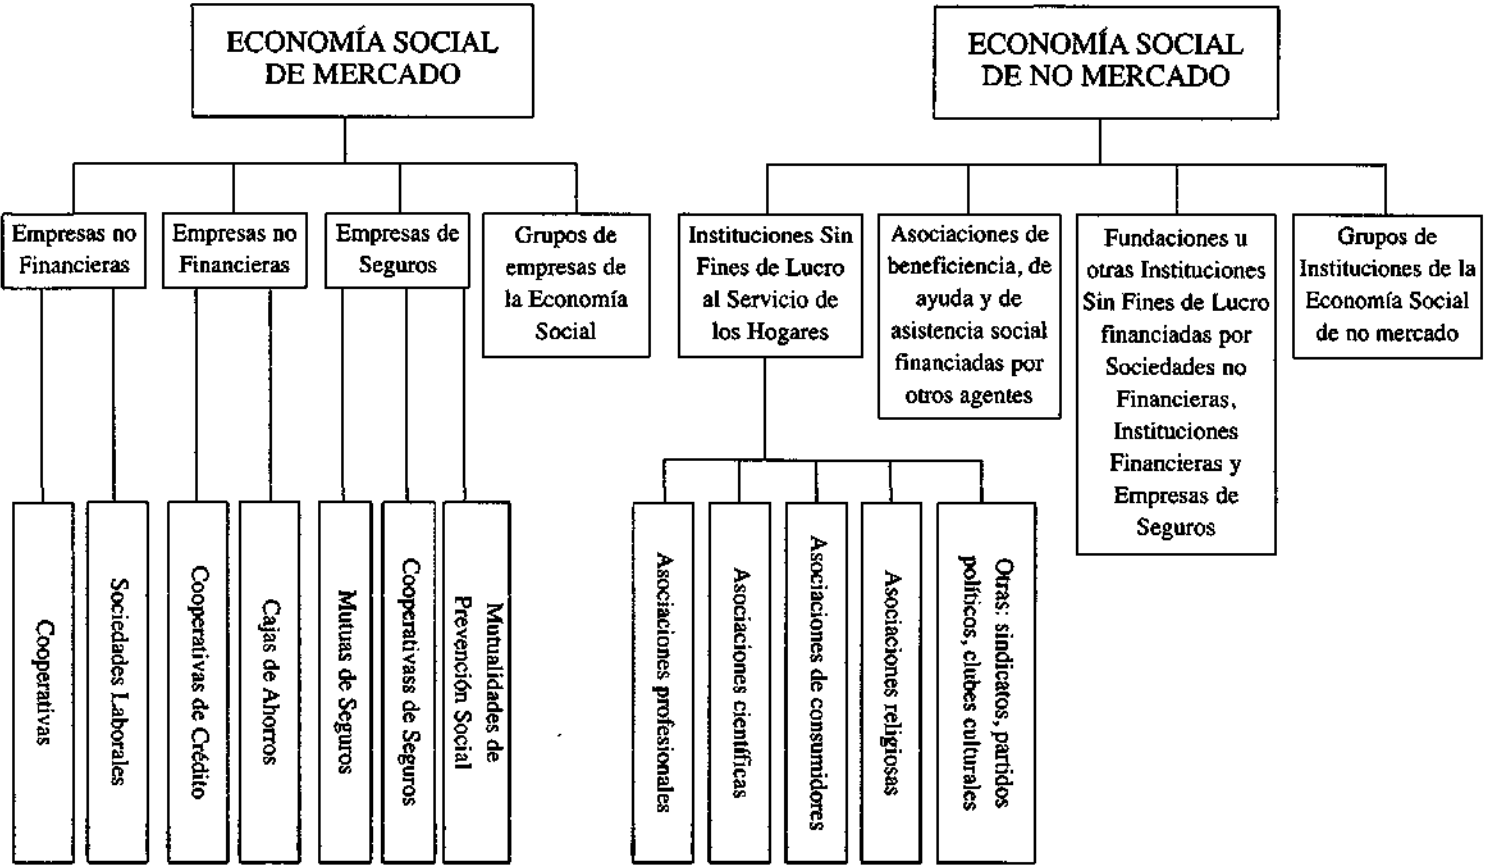 ECONOMÍA SOCIAL
DE MERCADO
Empresas no
Financieras
Empresas no
Financieras
Empresas de
Seguros
Grupos de
empresas de
la Economía
Social
Cooperativas
Sociedades Laborales
Cooperativas de Crédito
Cajas de Ahorros
Mutuas de Seguros
Cooperativass de Seguros
Mutualidades de
Prevención Social
ECONOMÍA SOCIAL
DE NO MERCADO
Instituciones Sin
Fines de Lucro
al Servicio de
los Hogares
Asociaciones de
beneficiencia, de
ayuda y de
asistencia social
financiadas por
otros agentes
Fundaciones u
otras Instituciones
Sin Fines de Lucro
financiadas por
Sociedades no
Financieras,
Instituciones
Financieras y
Empresas de
Seguros
Grupos de
Instituciones de la
Economía Social
de no mercado
Asociaciones profesionales
Asociaciones científicas
Asociaciones de consumidores
Asociaciones religiosas
Otras: sindicatos, partidos
políticos, clubes culturales